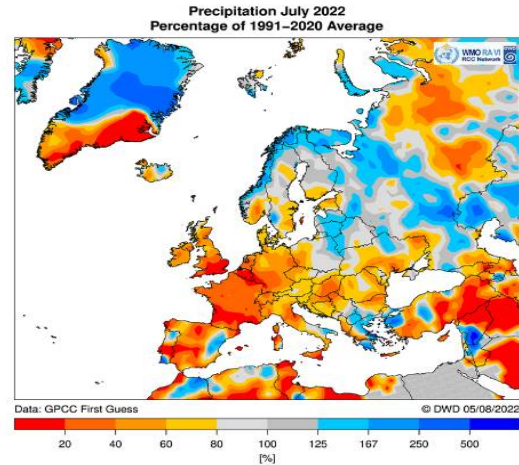 Precipitation July 2022
Percentage of 1991–2020 Average
WMO RA VI
RCC Network
Data: GPCC First Guess
© DWD 05/08/2022
20 40 60 80 100 125 167 250 500
[%]